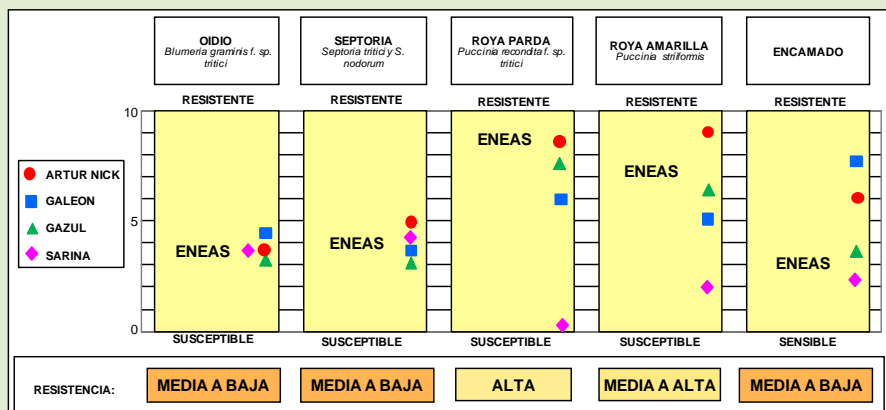 OIDIO
Blumeria graminis f. sp.
tritici
SEPTORIA
Septoria tritici y S.
nodorum
ROYA PARDA
Puccinia recondita f. sp.
tritici
ROYA AMARILLA
Puccinia striiformis
ENCAMADO
RESISTENTE
RESISTENTE
RESISTENTE
RESISTENTE
RESISTENTE
10
5
0
ARTUR NICK
GALEON
GAZUL
SARINA
ENEAS
ENEAS
ENEAS
ENEAS
ENEAS
SUSCEPTIBLE
SUSCEPTIBLE
SUSCEPTIBLE
SUSCEPTIBLE
SENSIBLE
RESISTENCIA:
MEDIA A BAJA
MEDIA A BAJA
ALTA
MEDIA A ALTA
MEDIA A BAJA